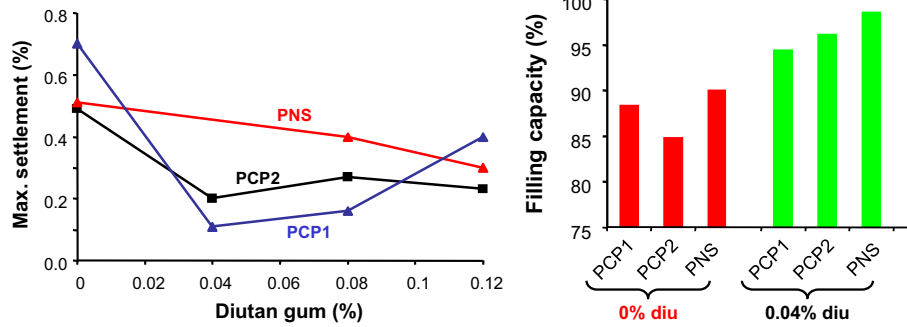 Max. settlement (%)
0.8
0.6
0.4
0.2
0.0
PNS
PCP2
PCP1
0
0.02
0.04
0.06
0.08
0.1
0.12
Diutan gum (%)
Filling capacity (%)
100
95
90
85
80
75
PCP1
PCP2
PNS
PCP1
PCP2
PNS
0% diu
0.04% diu